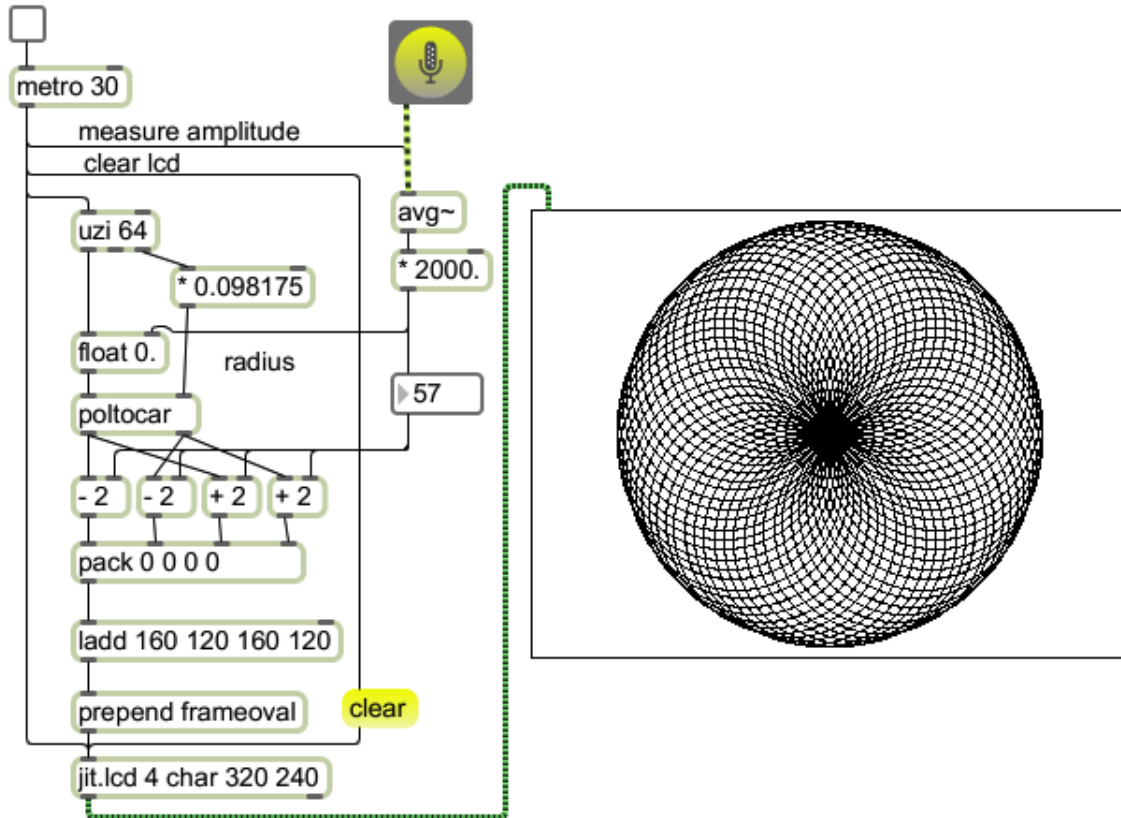 metro 30
measure amplitude
clear lcd
avg~
uzi 64
* 2000.
* 0.098175
float 0.
radius
57
poltocar
- 2
- 2
+ 2
+ 2
pack 0 0 0 0
ladd 160 120 160 120
prepend frameoval
clear
jit.lcd 4 char 320 240